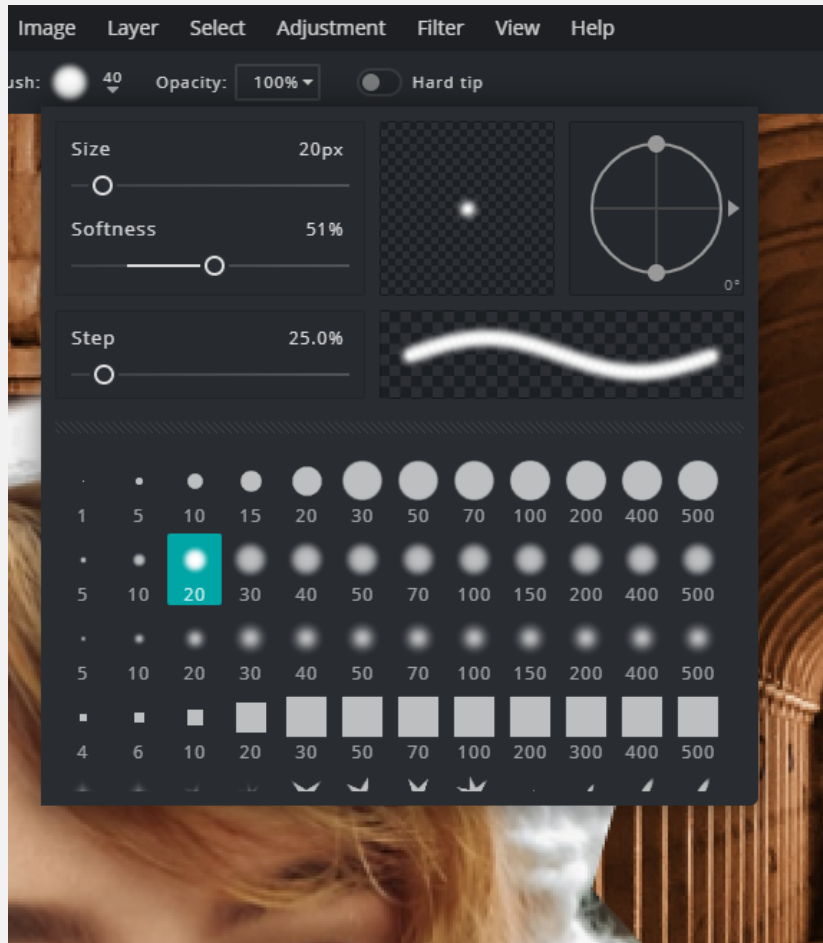 Image Layer Select Adjustment Filter View Help
ush: 40 Opacity: 100% Hard tip
Size 20px
Softness 51%
0°
Step 25.0%
1 5 10 15 20 30 50 70 100 200 400 500
5 10 20 30 40 50 70 100 150 200 400 500
5 10 20 30 40 50 70 100 150 200 400 500
4 6 10 20 30 50 70 100 200 300 400 500